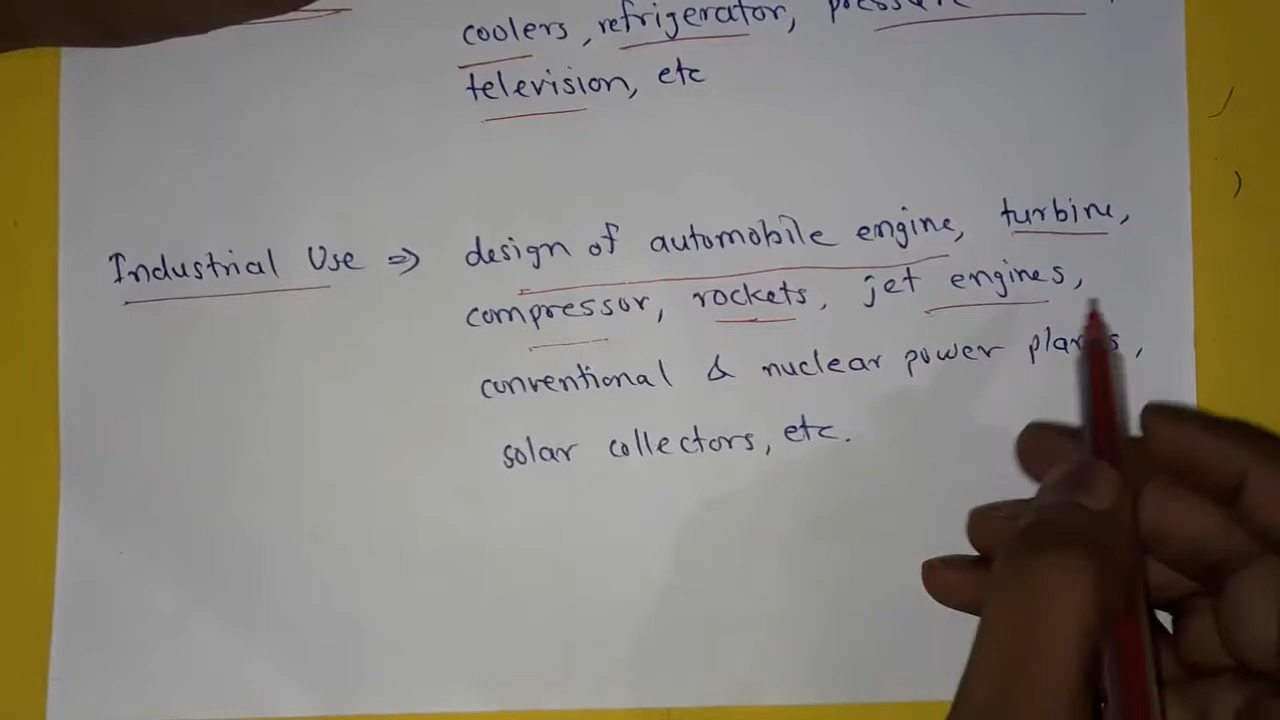 coolers, refrigerator, pressure
television, etc
Industrial Use ⇒ design of automobile engine, turbine,
compressor, rockets, jet engines,
conventional & nuclear power plants,
solar collectors, etc.